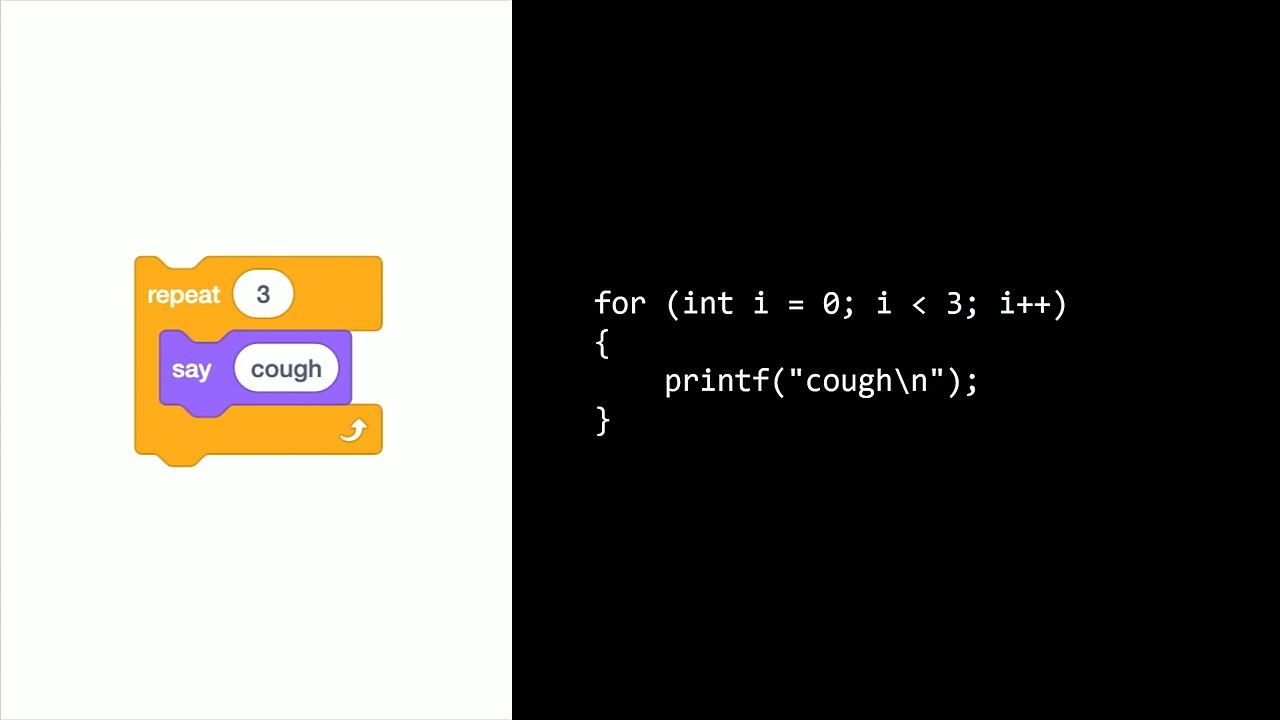 repeat 3
say cough
for (int i = 0; i < 3; i++)
{
    printf("cough\n");
}